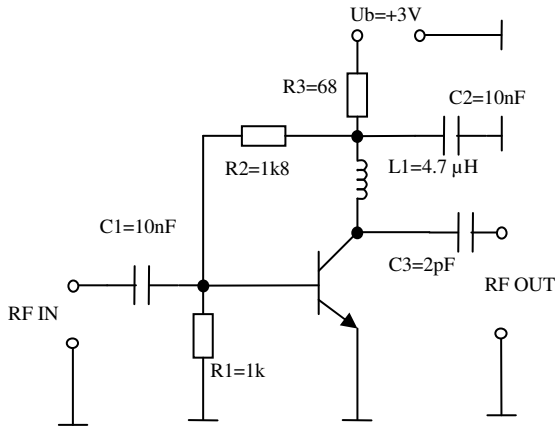 Ub=+3V
R3=68
C2=10nF
R2=1k8
L1=4.7 µH
C1=10nF
C3=2pF
RF OUT
RF IN
R1=1k